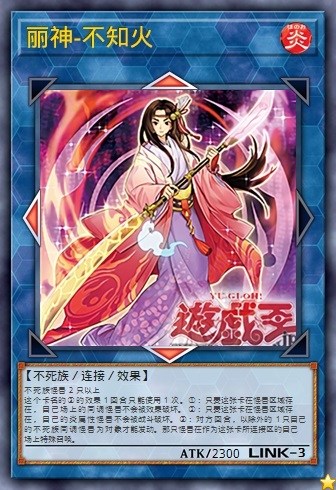 丽神-不知火
炎
YU-GI-OH!
遊戯王
【不死族／连接／效果】
不死族怪兽2只以上
这个卡名的①的效果1回合只能使用1次。①：只要这张卡在怪兽区域存
在，自己场上的同调怪兽不会被效果破坏。②：只要这张卡在怪兽区域存
在，自己的炎属性怪兽不会被战斗破坏。③：对方回合，以除外的1只自己
的不死族同调怪兽为对象才能发动。那只怪兽在作为这张卡所连接区的自己
场上特殊召唤。
ATK/2300 LINK-3